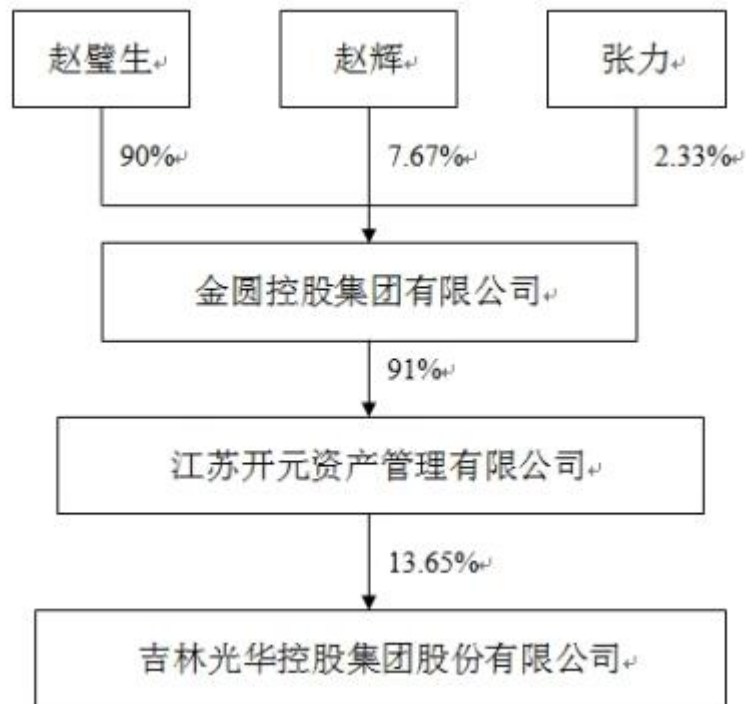 赵璧生
赵辉
张力
90%
7.67%
2.33%
金圆控股集团有限公司
91%
江苏开元资产管理有限公司
13.65%
吉林光华控股集团股份有限公司